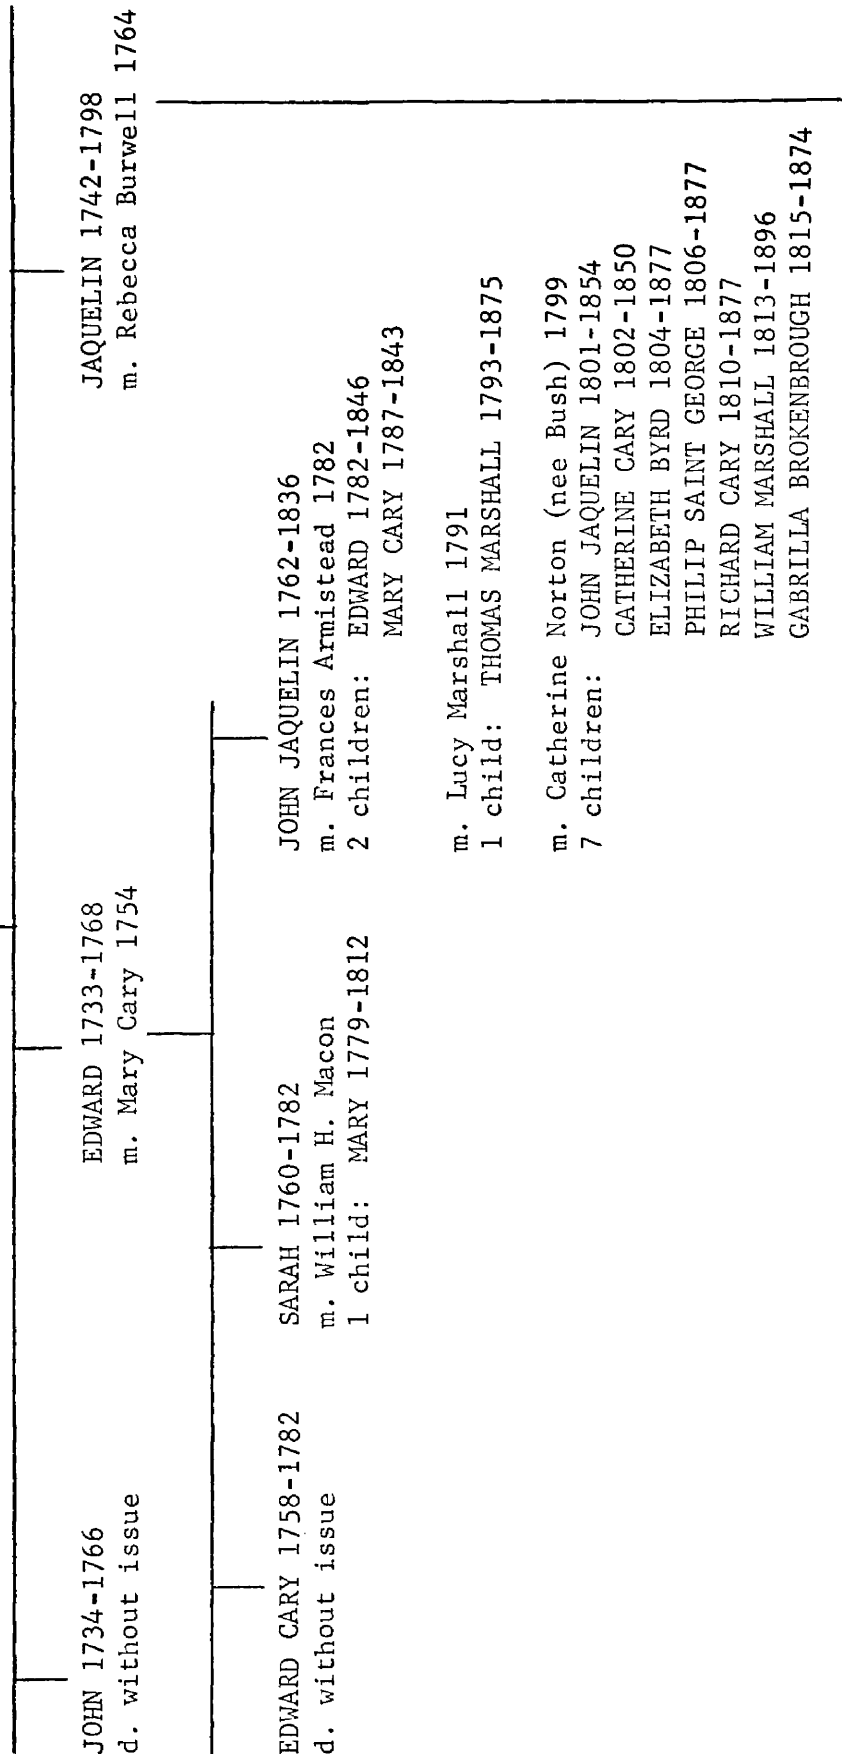 JOHN 1734-1766
d. without issue
EDWARD 1733-1768
m. Mary Cary 1754
JAQUELIN 1742-1798
m. Rebecca Burwell 1764
EDWARD CARY 1758-1782
d. without issue
SARAH 1760-1782
m. William H. Macon
1 child: MARY 1779-1812
JOHN JAQUELIN 1762-1836
m. Frances Armistead 1782
2 children: EDWARD 1782-1846
MARY CARY 1787-1843
m. Lucy Marshall 1791
1 child: THOMAS MARSHALL 1793-1875
m. Catherine Norton (nee Bush) 1799
7 children: JOHN JAQUELIN 1801-1854
CATHERINE CARY 1802-1850
ELIZABETH BYRD 1804-1877
PHILIP SAINT GEORGE 1806-1877
RICHARD CARY 1810-1877
WILLIAM MARSHALL 1813-1896
GABRILLA BROKENBROUGH 1815-1874